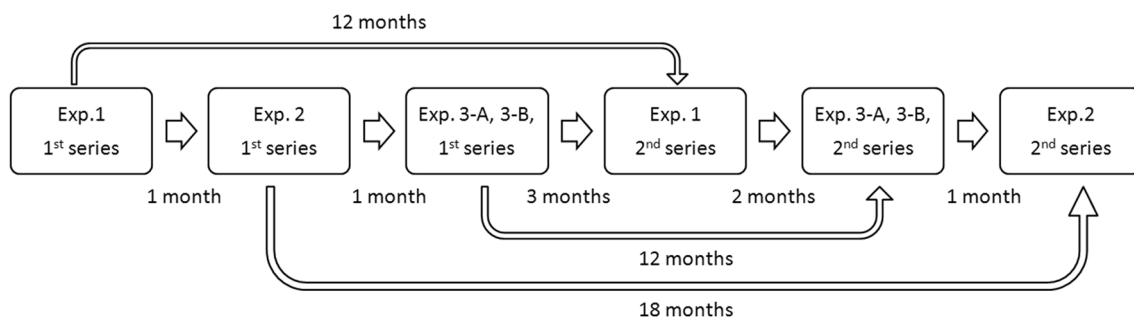 12 months
Exp.1
1st series
Exp. 2
1st series
Exp. 3-A, 3-B,
1st series
Exp. 1
2nd series
Exp. 3-A, 3-B,
2nd series
Exp.2
2nd series
1 month
1 month
3 months
2 months
1 month
12 months
18 months